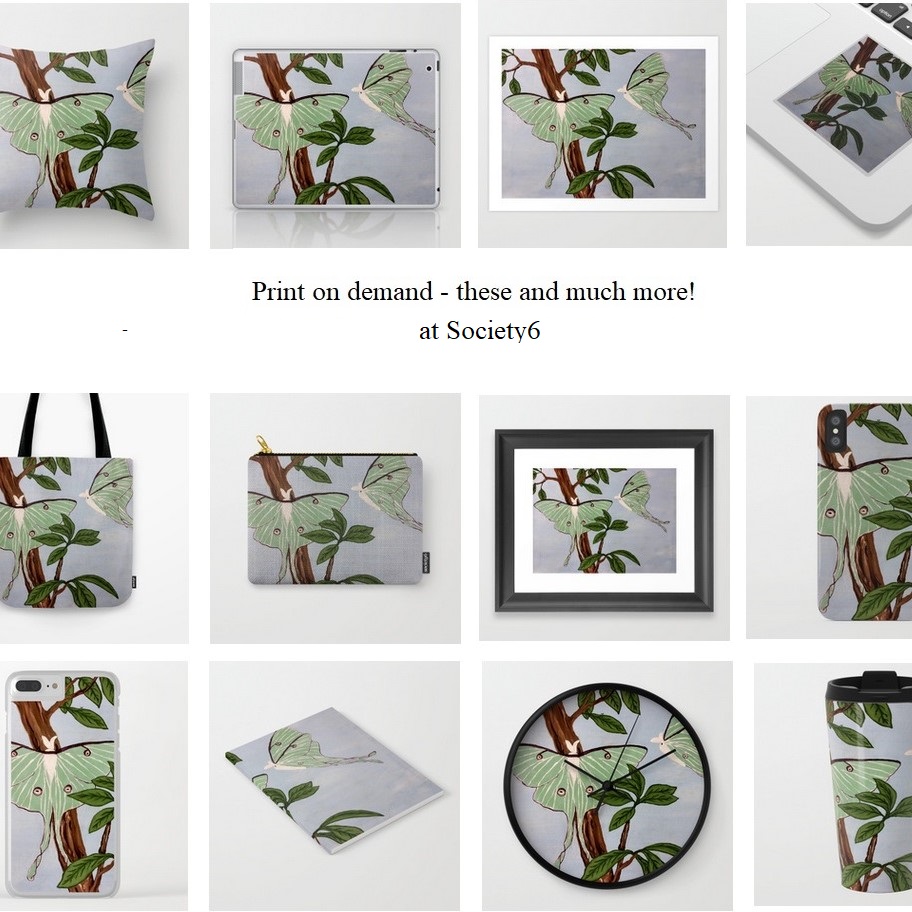 Print on demand - these and much more!
-
at Society6